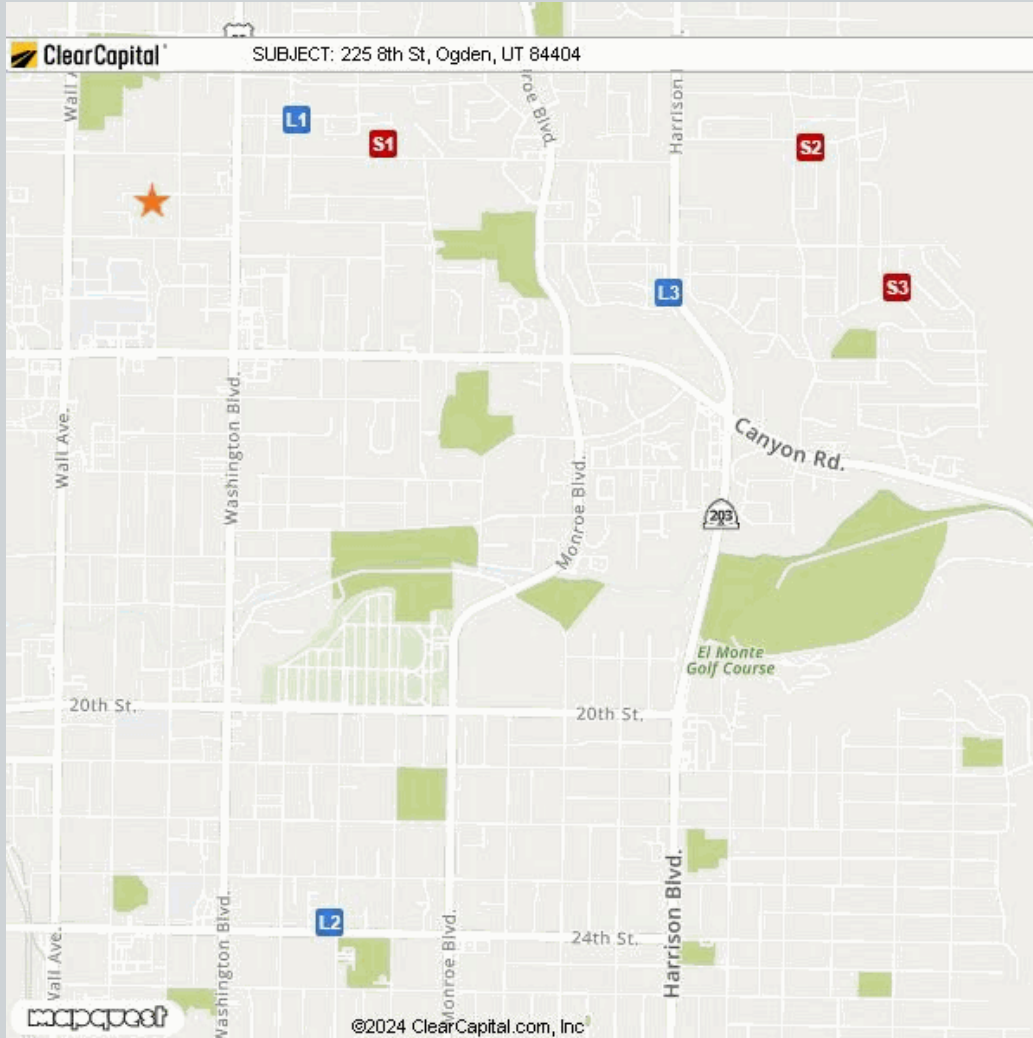 ClearCapital
SUBJECT: 225 8th St, Ogden, UT 84404
L1
S1
S2
Harrison
L3
S3
Wall Ave.
Washington Blvd.
Monroe Blvd.
Canyon Rd.
203
El Monte
Golf Course
20th St.
20th St.
Harrison Blvd.
L2
24th St.
Wall Ave.
Washington Blvd.
Monroe Blvd.
mapquest
©2024 ClearCapital.com, Inc